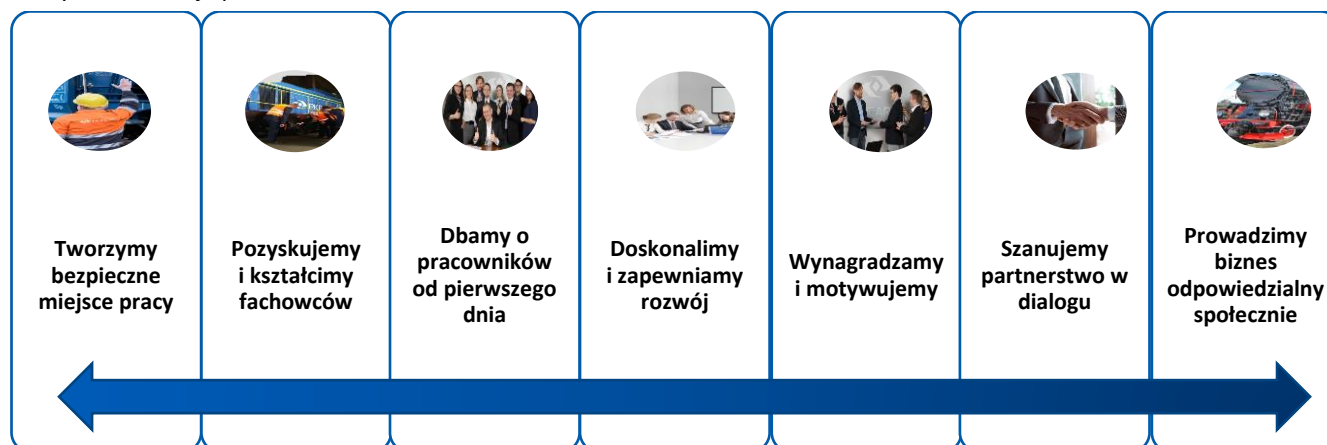 Tworzymy
bezpieczne
miejsce pracy
Pozyskujemy
i kształcimy
fachowców
Dbamy o
pracowników
od pierwszego
dnia
Doskonalimy
i zapewniamy
rozwój
Wynagradzamy
i motywujemy
Szanujemy
partnerstwo w
dialogu
Prowadzimy
biznes
odpowiedzialny
społecznie